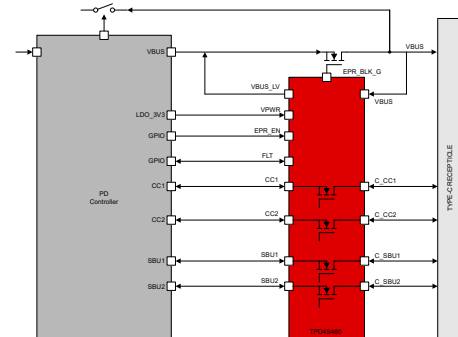 VBUS
VBUS
EPR_BLK_G
VBUS_LV
VBUS
LDO_3V3
VPWR
GPIO
EPR_EN
GPIO
FLT
CC1
CC1
C_CC1
PD
Controller
CC2
CC2
C_CC2
SBU1
SBU1
C_SBU1
SBU2
SBU2
C_SBU2
TYPE-C RECEPTICLE